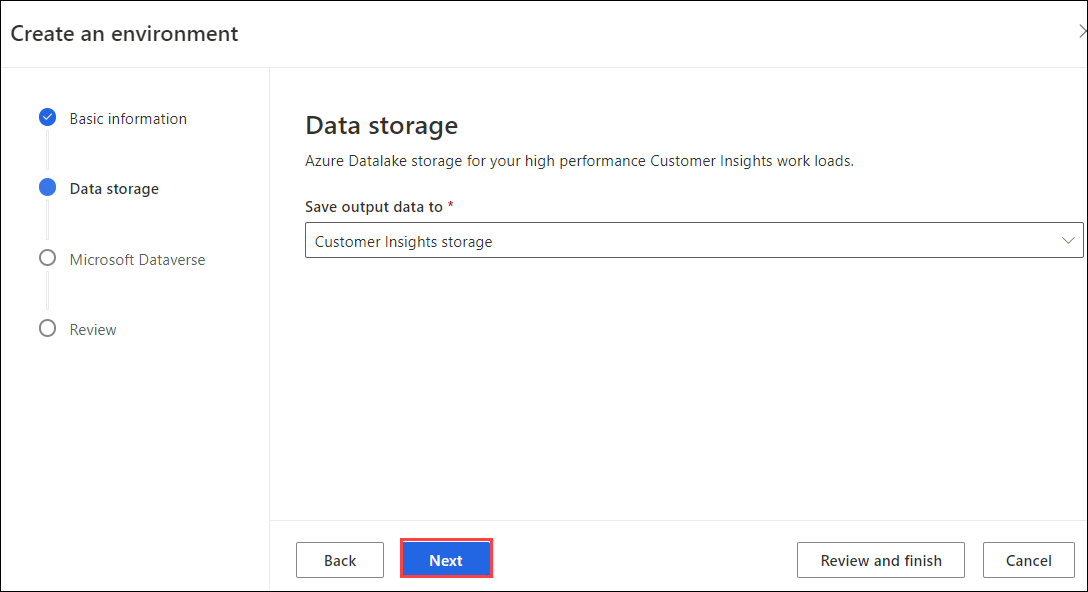 Create an environment
Basic information
Data storage
Microsoft Dataverse
Review
Data storage
Azure Datalake storage for your high performance Customer Insights work loads.
Save output data to *
Customer Insights storage
Back
Next
Review and finish
Cancel